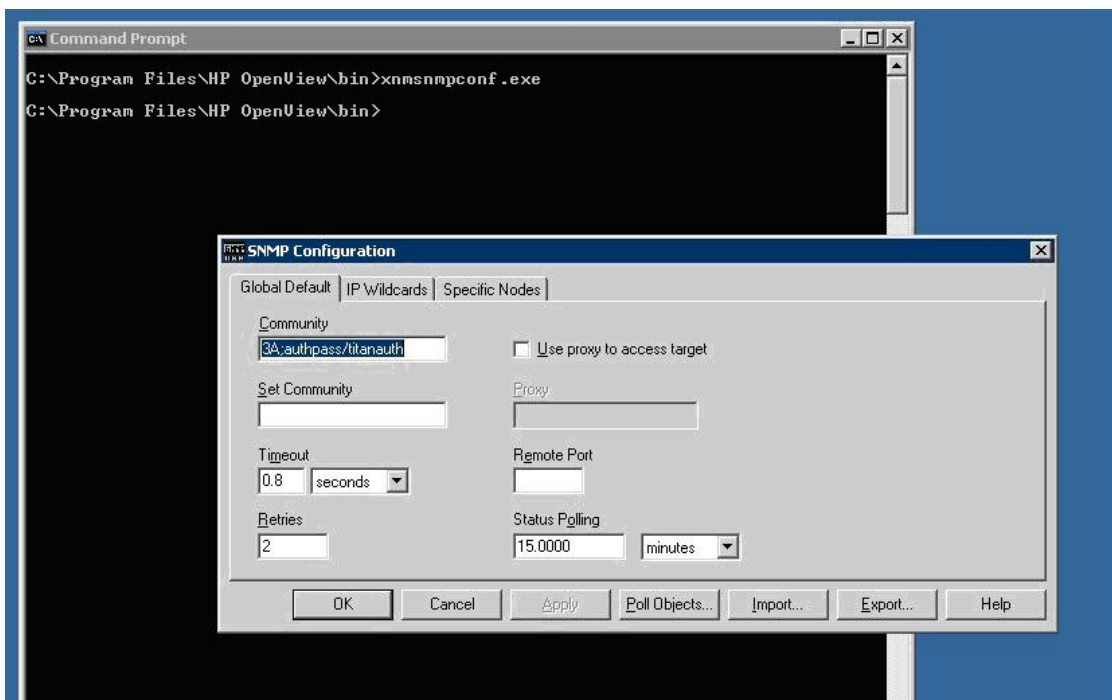 Command Prompt
C:\Program Files\HP OpenView\bin>xnmsnmpconf.exe
C:\Program Files\HP OpenView\bin>
SNMP Configuration
Global Default IP Wildcards Specific Nodes
Community
3A;authpass/titanauth Use proxy to access target
Set Community Proxy
Timeout Remote Port
0.8 seconds
Retries Status Polling
2 15.0000 minutes
OK Cancel Apply Poll Objects... Import... Export... Help